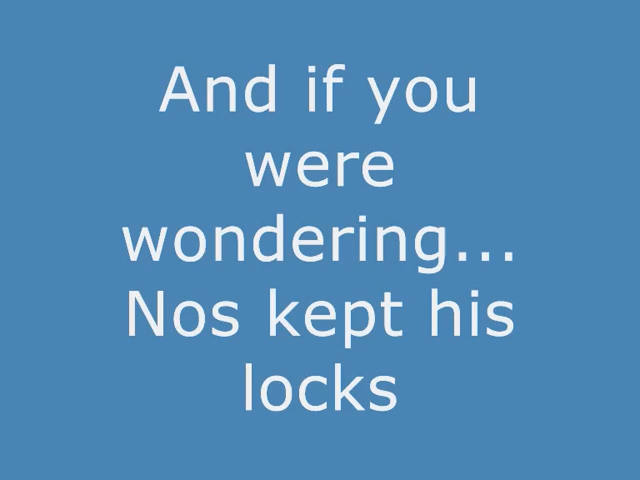 And if you
were
wondering...
Nos kept his
locks